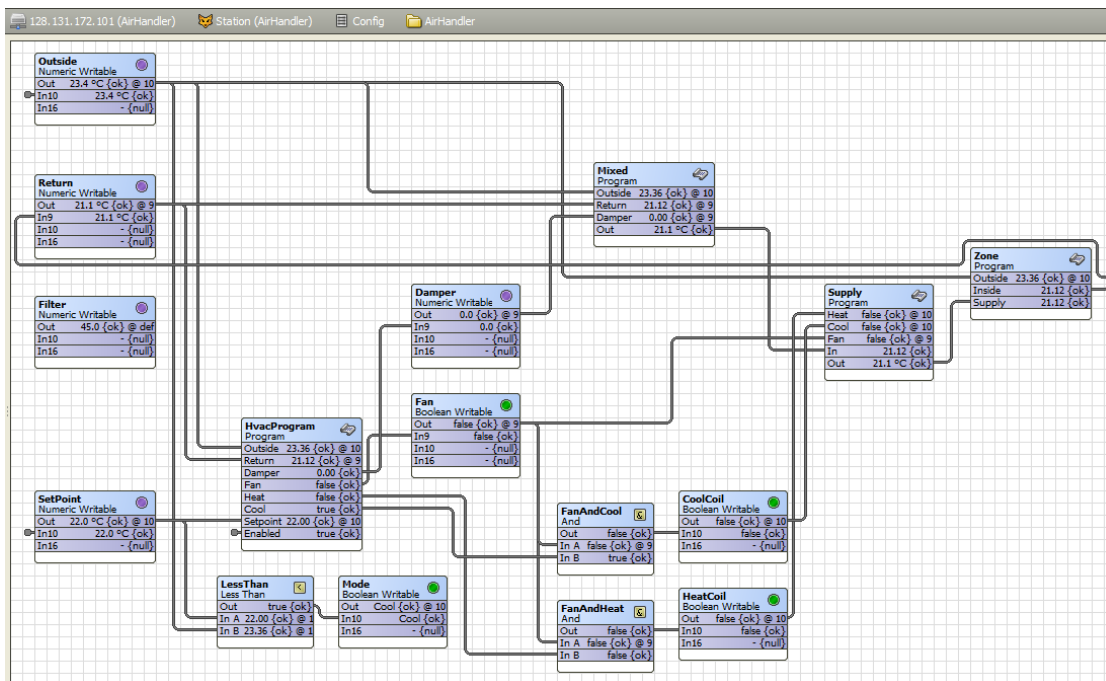 128.131.172.101 (AirHandler) Station (AirHandler) Config AirHandler
Outside
Numeric Writable
Out 23.4 ºC {ok} @ 10
In10 23.4 ºC {ok}
In16 - {null}
Return
Numeric Writable
Out 21.1 ºC {ok} @ 9
In9 21.1 ºC {ok}
In10 - {null}
In16 - {null}
Filter
Numeric Writable
Out 45.0 {ok} @ def
In10 - {null}
In16 - {null}
SetPoint
Numeric Writable
Out 22.0 ºC {ok} @ 10
In10 22.0 ºC {ok}
In16 - {null}
HvacProgram
Program
Outside 23.36 {ok} @ 10
Return 21.12 {ok} @ 9
Damper 0.00 {ok}
Fan false {ok}
Heat false {ok}
Cool true {ok}
Setpoint 22.00 {ok} @ 10
Enabled true {ok}
LessThan
Less Than
<
Out true {ok}
In A 22.00 {ok} @ 1
In B 23.36 {ok} @ 1
Mode
Boolean Writable
Out Cool {ok} @ 10
In10 Cool {ok}
In16 - {null}
Damper
Numeric Writable
Out 0.0 {ok} @ 9
In9 0.0 {ok}
In10 - {null}
In16 - {null}
Fan
Boolean Writable
Out false {ok} @ 9
In9 false {ok}
In10 - {null}
In16 - {null}
Mixed
Program
Outside 23.36 {ok} @ 10
Return 21.12 {ok} @ 9
Damper 0.00 {ok} @ 9
Out 21.1 ºC {ok}
FanAndCool
And
&
Out false {ok}
In A false {ok} @ 9
In B true {ok}
FanAndHeat
And
&
Out false {ok}
In A false {ok} @ 9
In B false {ok}
CoolCoil
Boolean Writable
Out false {ok} @ 10
In10 false {ok}
In16 - {null}
HeatCoil
Boolean Writable
Out false {ok} @ 10
In10 false {ok}
In16 - {null}
Supply
Program
Heat false {ok} @ 10
Cool false {ok} @ 10
Fan false {ok} @ 9
In 21.12 {ok}
Out 21.1 ºC {ok}
Zone
Program
Outside 23.36 {ok} @ 10
Inside 21.12 {ok}
Supply 21.12 {ok}